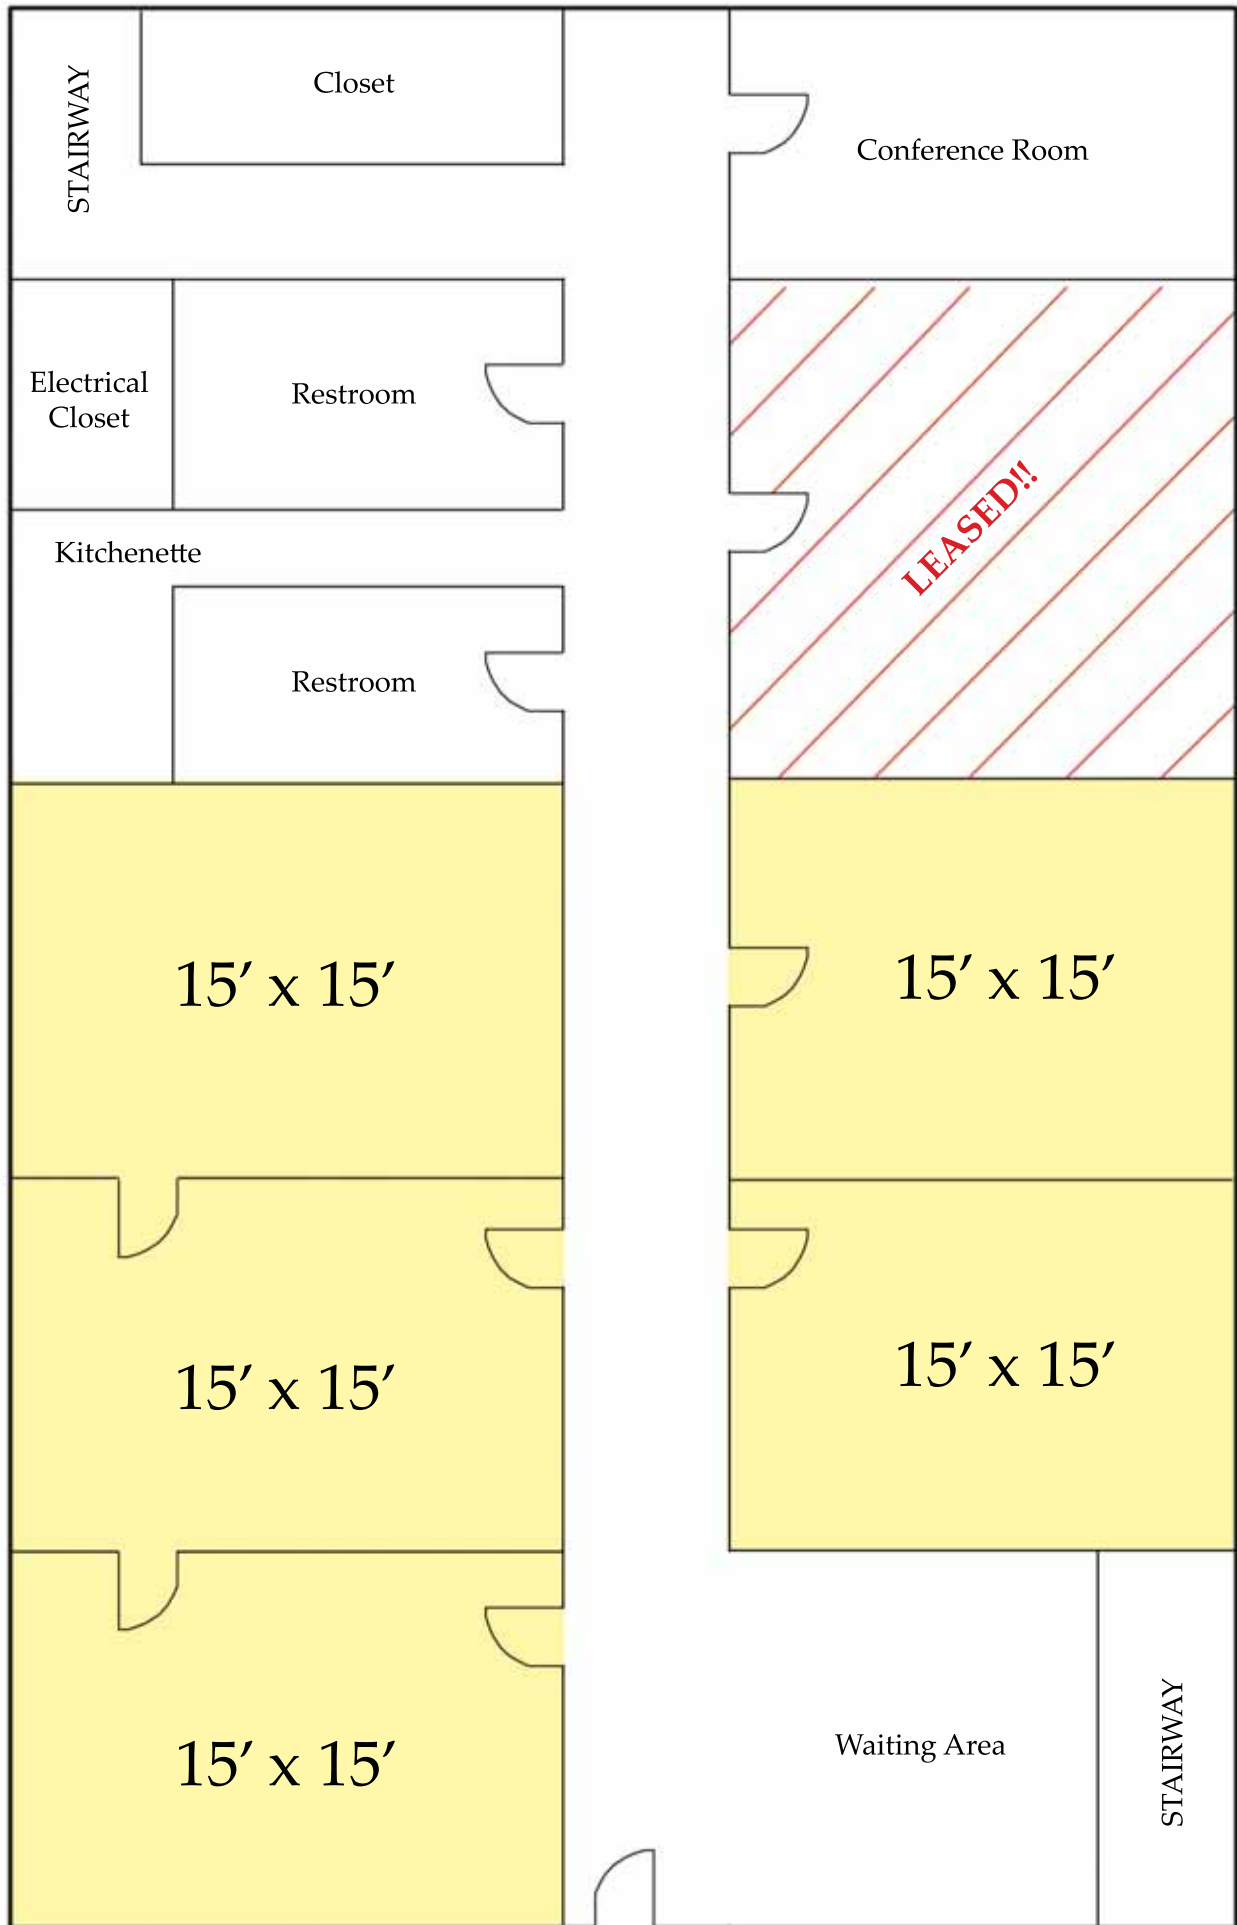 STAIRWAY
Closet
Conference Room
Electrical
Closet
Restroom
LEASED!!
Kitchenette
Restroom
15′ x 15′
15′ x 15′
15′ x 15′
15′ x 15′
15′ x 15′
Waiting Area
STAIRWAY